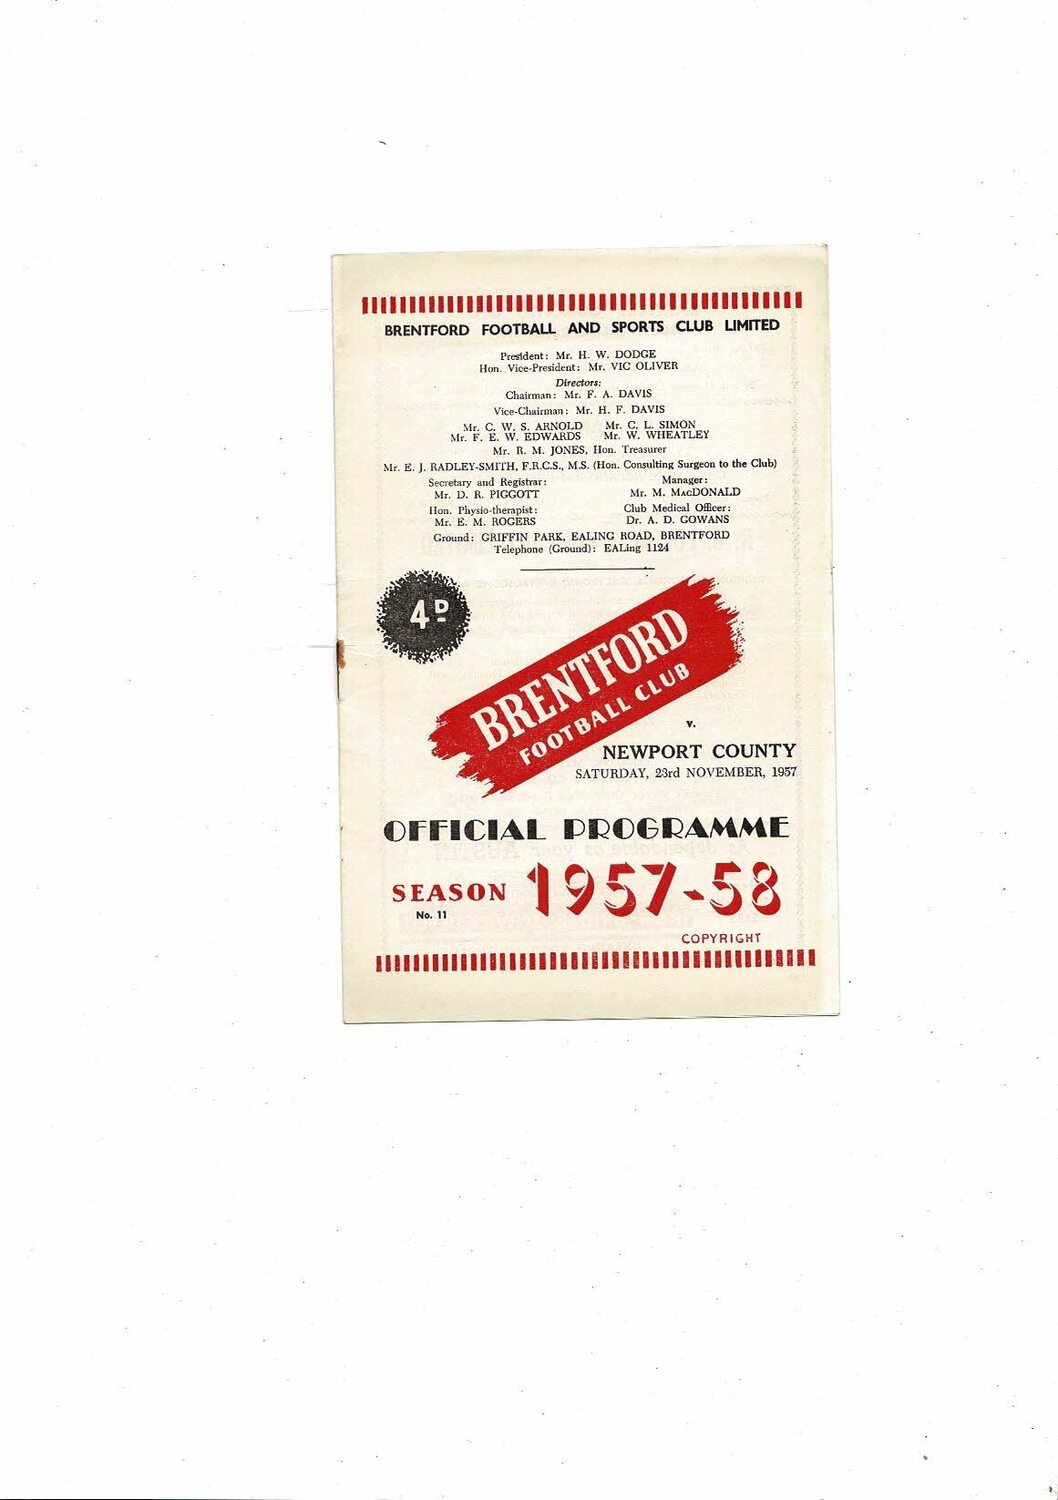 BRENTFORD FOOTBALL AND SPORTS CLUB LIMITED
President: Mr. H. W. DODGE
Hon. Vice-President: Mr. VIC OLIVER
Directors:
Chairman: Mr. F. A. DAVIS
Vice-Chairman: Mr. H. F. DAVIS
Mr. C. W. S. ARNOLD Mr. C. L. SIMON
Mr. F. E. W. EDWARDS Mr. W. WHEATLEY
Mr. R. M. JONES, Hon. Treasurer
Mr. E. J. RADLEY-SMITH, F.R.C.S., M.S. (Hon. Consulting Surgeon to the Club)
Secretary and Registrar: Manager:
Mr. D. R. PIGGOTT Mr. M. MACDONALD
Hon. Physio-therapist: Club Medical Officer:
Mr. E. M. ROGERS Dr. A. D. GOWANS
Ground: GRIFFIN PARK, EALING ROAD, BRENTFORD
Telephone (Ground): EALing 1124
4D
BRENTFORD
FOOTBALL CLUB
v.
NEWPORT COUNTY
SATURDAY, 23rd NOVEMBER, 1957
OFFICIAL PROGRAMME
SEASON 1957-58
No. 11
COPYRIGHT